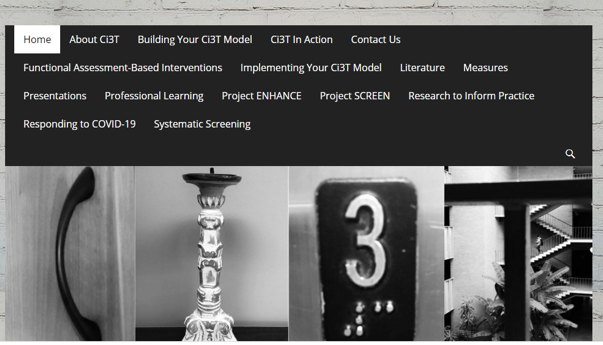 Home About Ci3T Building Your Ci3T Model Ci3T In Action Contact Us
Functional Assessment-Based Interventions Implementing Your Ci3T Model Literature Measures
Presentations Professional Learning Project ENHANCE Project SCREEN Research to Inform Practice
Responding to COVID-19 Systematic Screening
3